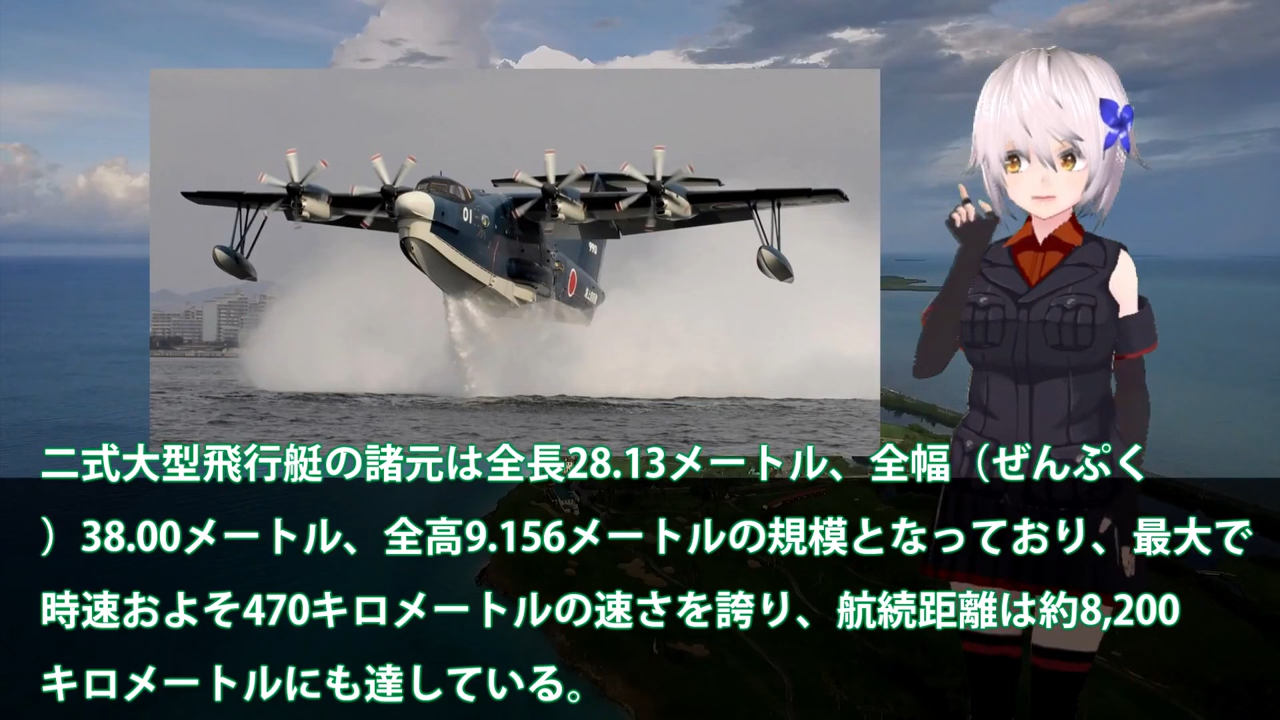 01
9901
二式大型飛行艇の諸元は全長28.13メートル、全幅（ぜんぷく
）38.00メートル、全高9.156メートルの規模となっており、最大で
時速およそ470キロメートルの速さを誇り、航続距離は約8,200
キロメートルにも達している。